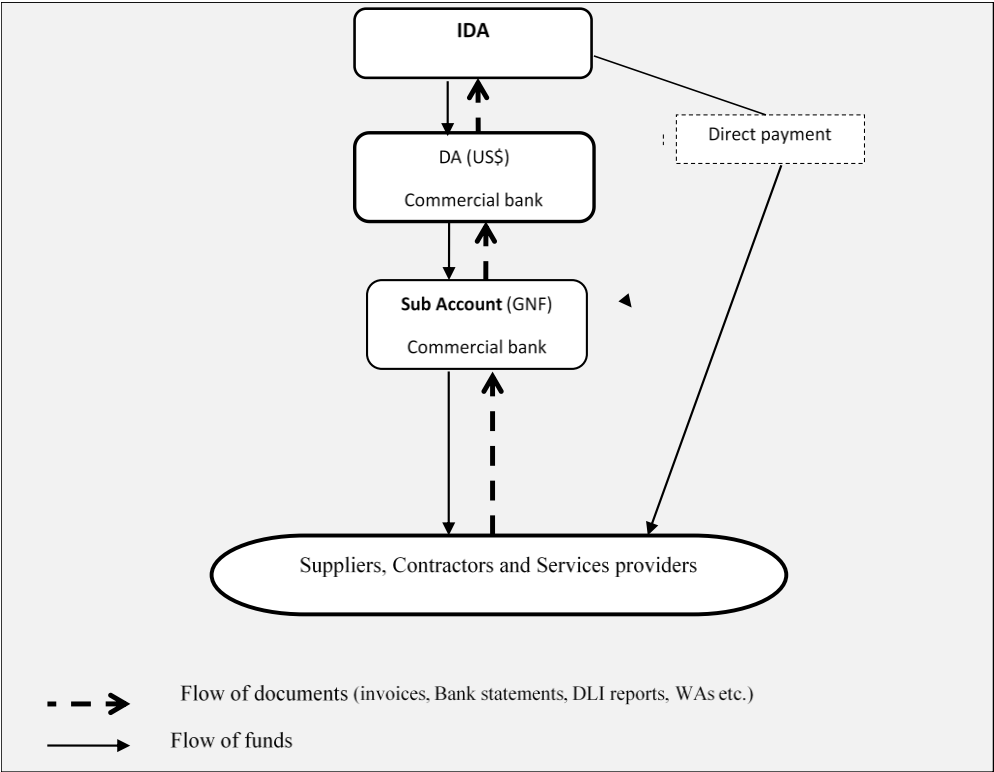 IDA
Direct payment
DA (US$)
Commercial bank
Sub Account (GNF)
Commercial bank
Suppliers, Contractors and Services providers
Flow of documents (invoices, Bank statements, DLI reports, WAs etc.)
Flow of funds